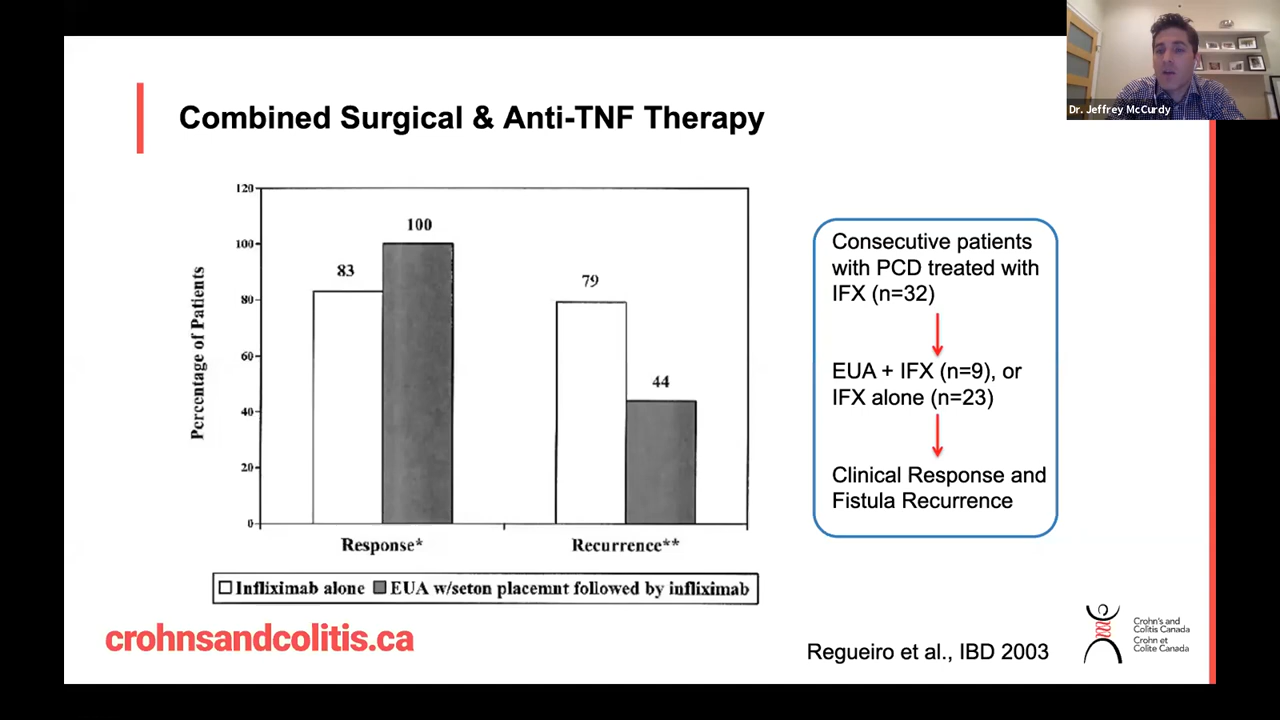 Dr. Jeffrey McCurdy
Combined Surgical & Anti-TNF Therapy
Percentage of Patients
120
100
80
60
40
20
0
83
100
79
44
Response*
Recurrence**
Infliximab alone EUA w/seton placemnt followed by infliximab
Consecutive patients
with PCD treated with
IFX (n=32)
EUA + IFX (n=9), or
IFX alone (n=23)
Clinical Response and
Fistula Recurrence
crohnsandcolitis.ca
Regueiro et al., IBD 2003
Crohn's and
Colitis Canada
Crohn et
Colite Canada